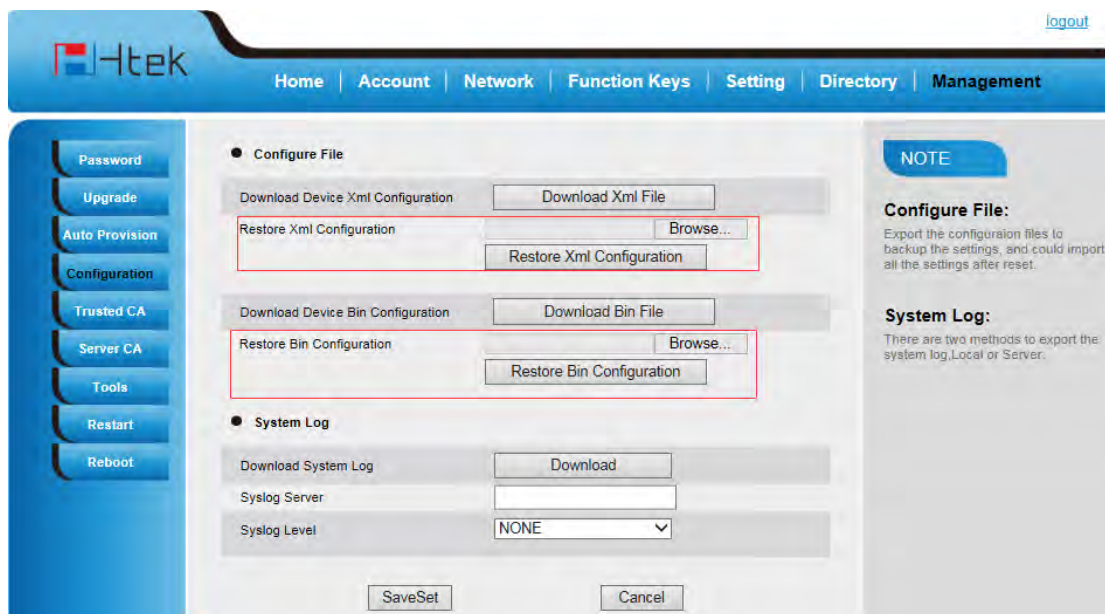 logout
Htek
Home Account Network Function Keys Setting Directory Management
Password
Upgrade
Auto Provision
Configuration
Trusted CA
Server CA
Tools
Restart
Reboot
Configure File
Download Device Xml Configuration Download Xml File
Restore Xml Configuration Browse...
Restore Xml Configuration
Download Device Bin Configuration Download Bin File
Restore Bin Configuration Browse...
Restore Bin Configuration
System Log
Download System Log Download
Syslog Server
Syslog Level NONE
SaveSet Cancel
NOTE
Configure File:
Export the configuraion files to
backup the settings, and could import
all the settings after reset.
System Log:
There are two methods to export the
system log,Local or Server.